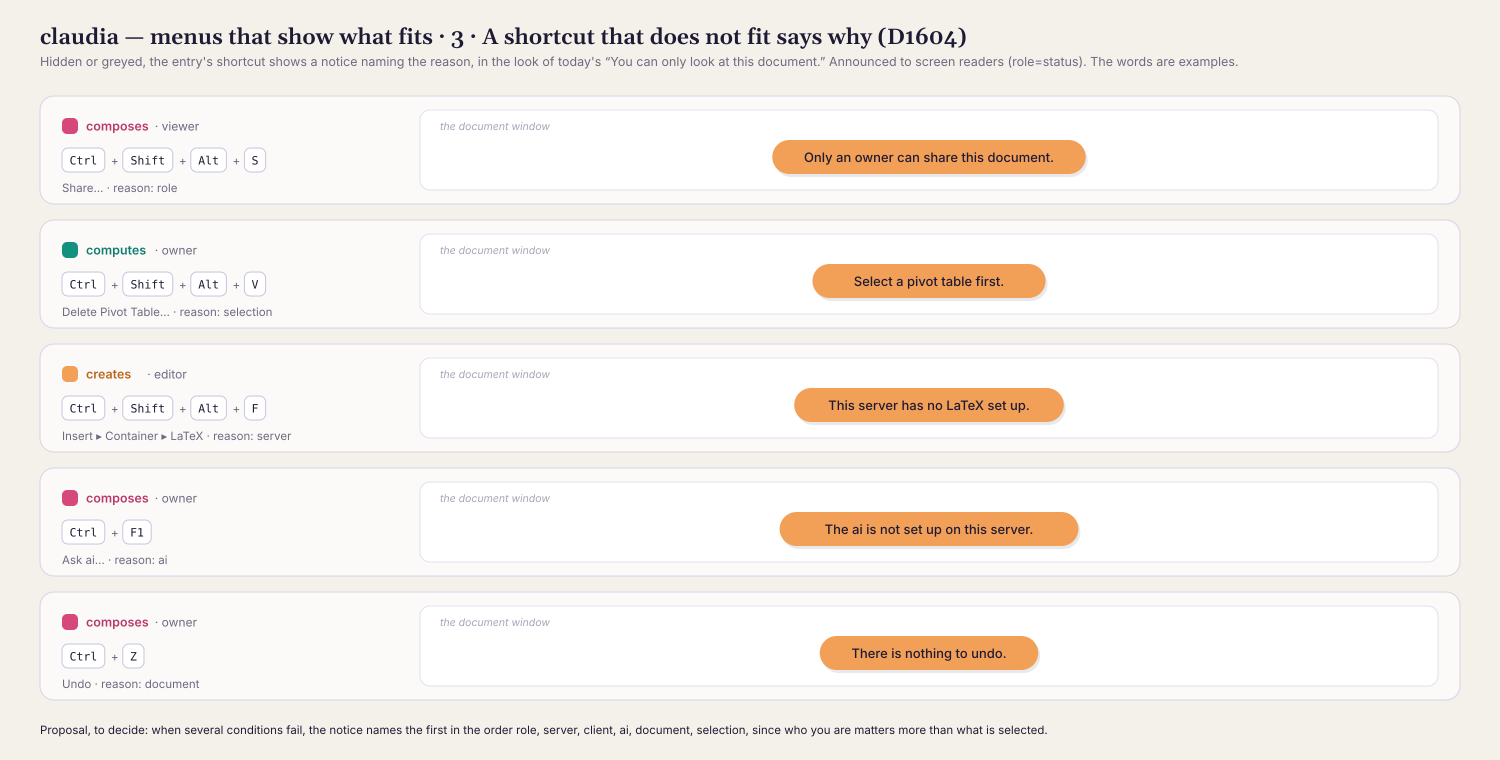 claudia — menus that show what fits · 3 · A shortcut that does not fit says why (D1604)
Hidden or greyed, the entry's shortcut shows a notice naming the reason, in the look of today's “You can only look at this document.” Announced to screen readers (role=status). The words are examples.
composes · viewer
the document window
Ctrl + Shift + Alt + S
Only an owner can share this document.
Share... · reason: role
computes · owner
the document window
Ctrl + Shift + Alt + V
Select a pivot table first.
Delete Pivot Table... · reason: selection
creates · editor
the document window
Ctrl + Shift + Alt + F
This server has no LaTeX set up.
Insert ▸ Container ▸ LaTeX · reason: server
composes · owner
the document window
Ctrl + F1
The ai is not set up on this server.
Ask ai... · reason: ai
composes · owner
the document window
Ctrl + Z
There is nothing to undo.
Undo · reason: document
Proposal, to decide: when several conditions fail, the notice names the first in the order role, server, client, ai, document, selection, since who you are matters more than what is selected.